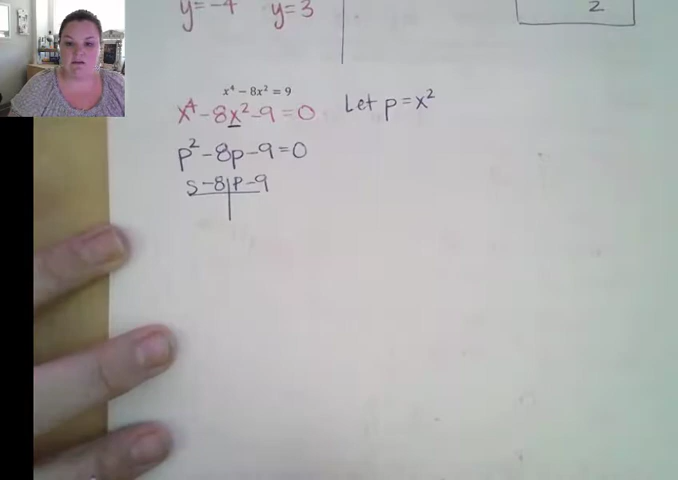 y=-4 y=3
2
x⁴ − 8x² = 9
x⁴-8x²-9=0 Let p=x²
p²-8p-9=0
S -8 | P -9